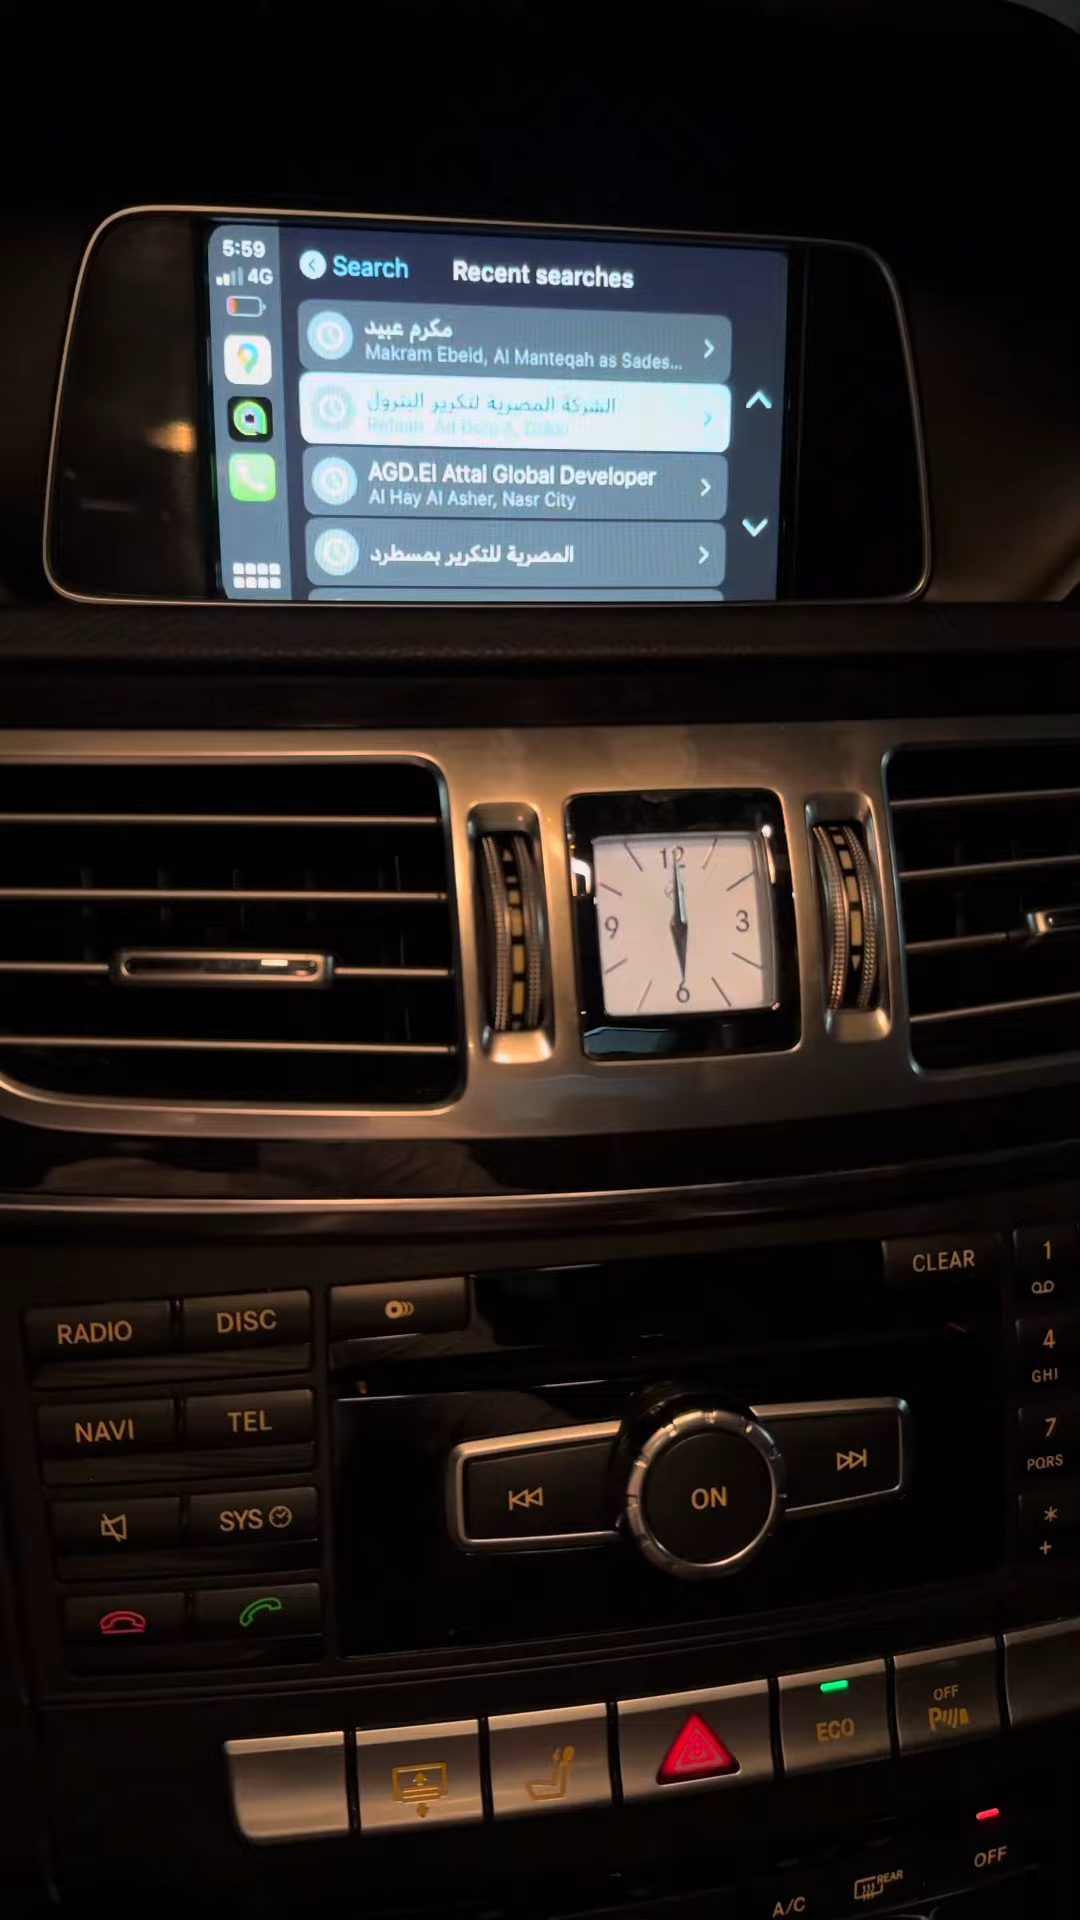 5:59
4G
Search
Recent searches
مكرم عبيد
Makram Ebeid, Al Manteqah as Sades...
الشركة المصرية لتكرير البترول
AGD.El Attal Global Developer
Al Hay Al Asher, Nasr City
المصرية للتكرير بمسطرد
12
9
3
6
CLEAR
1
RADIO
DISC
4
GHI
NAVI
TEL
7
PQRS
ON
SYS
*
+
ECO
OFF
P
OFF
A/C
REAR